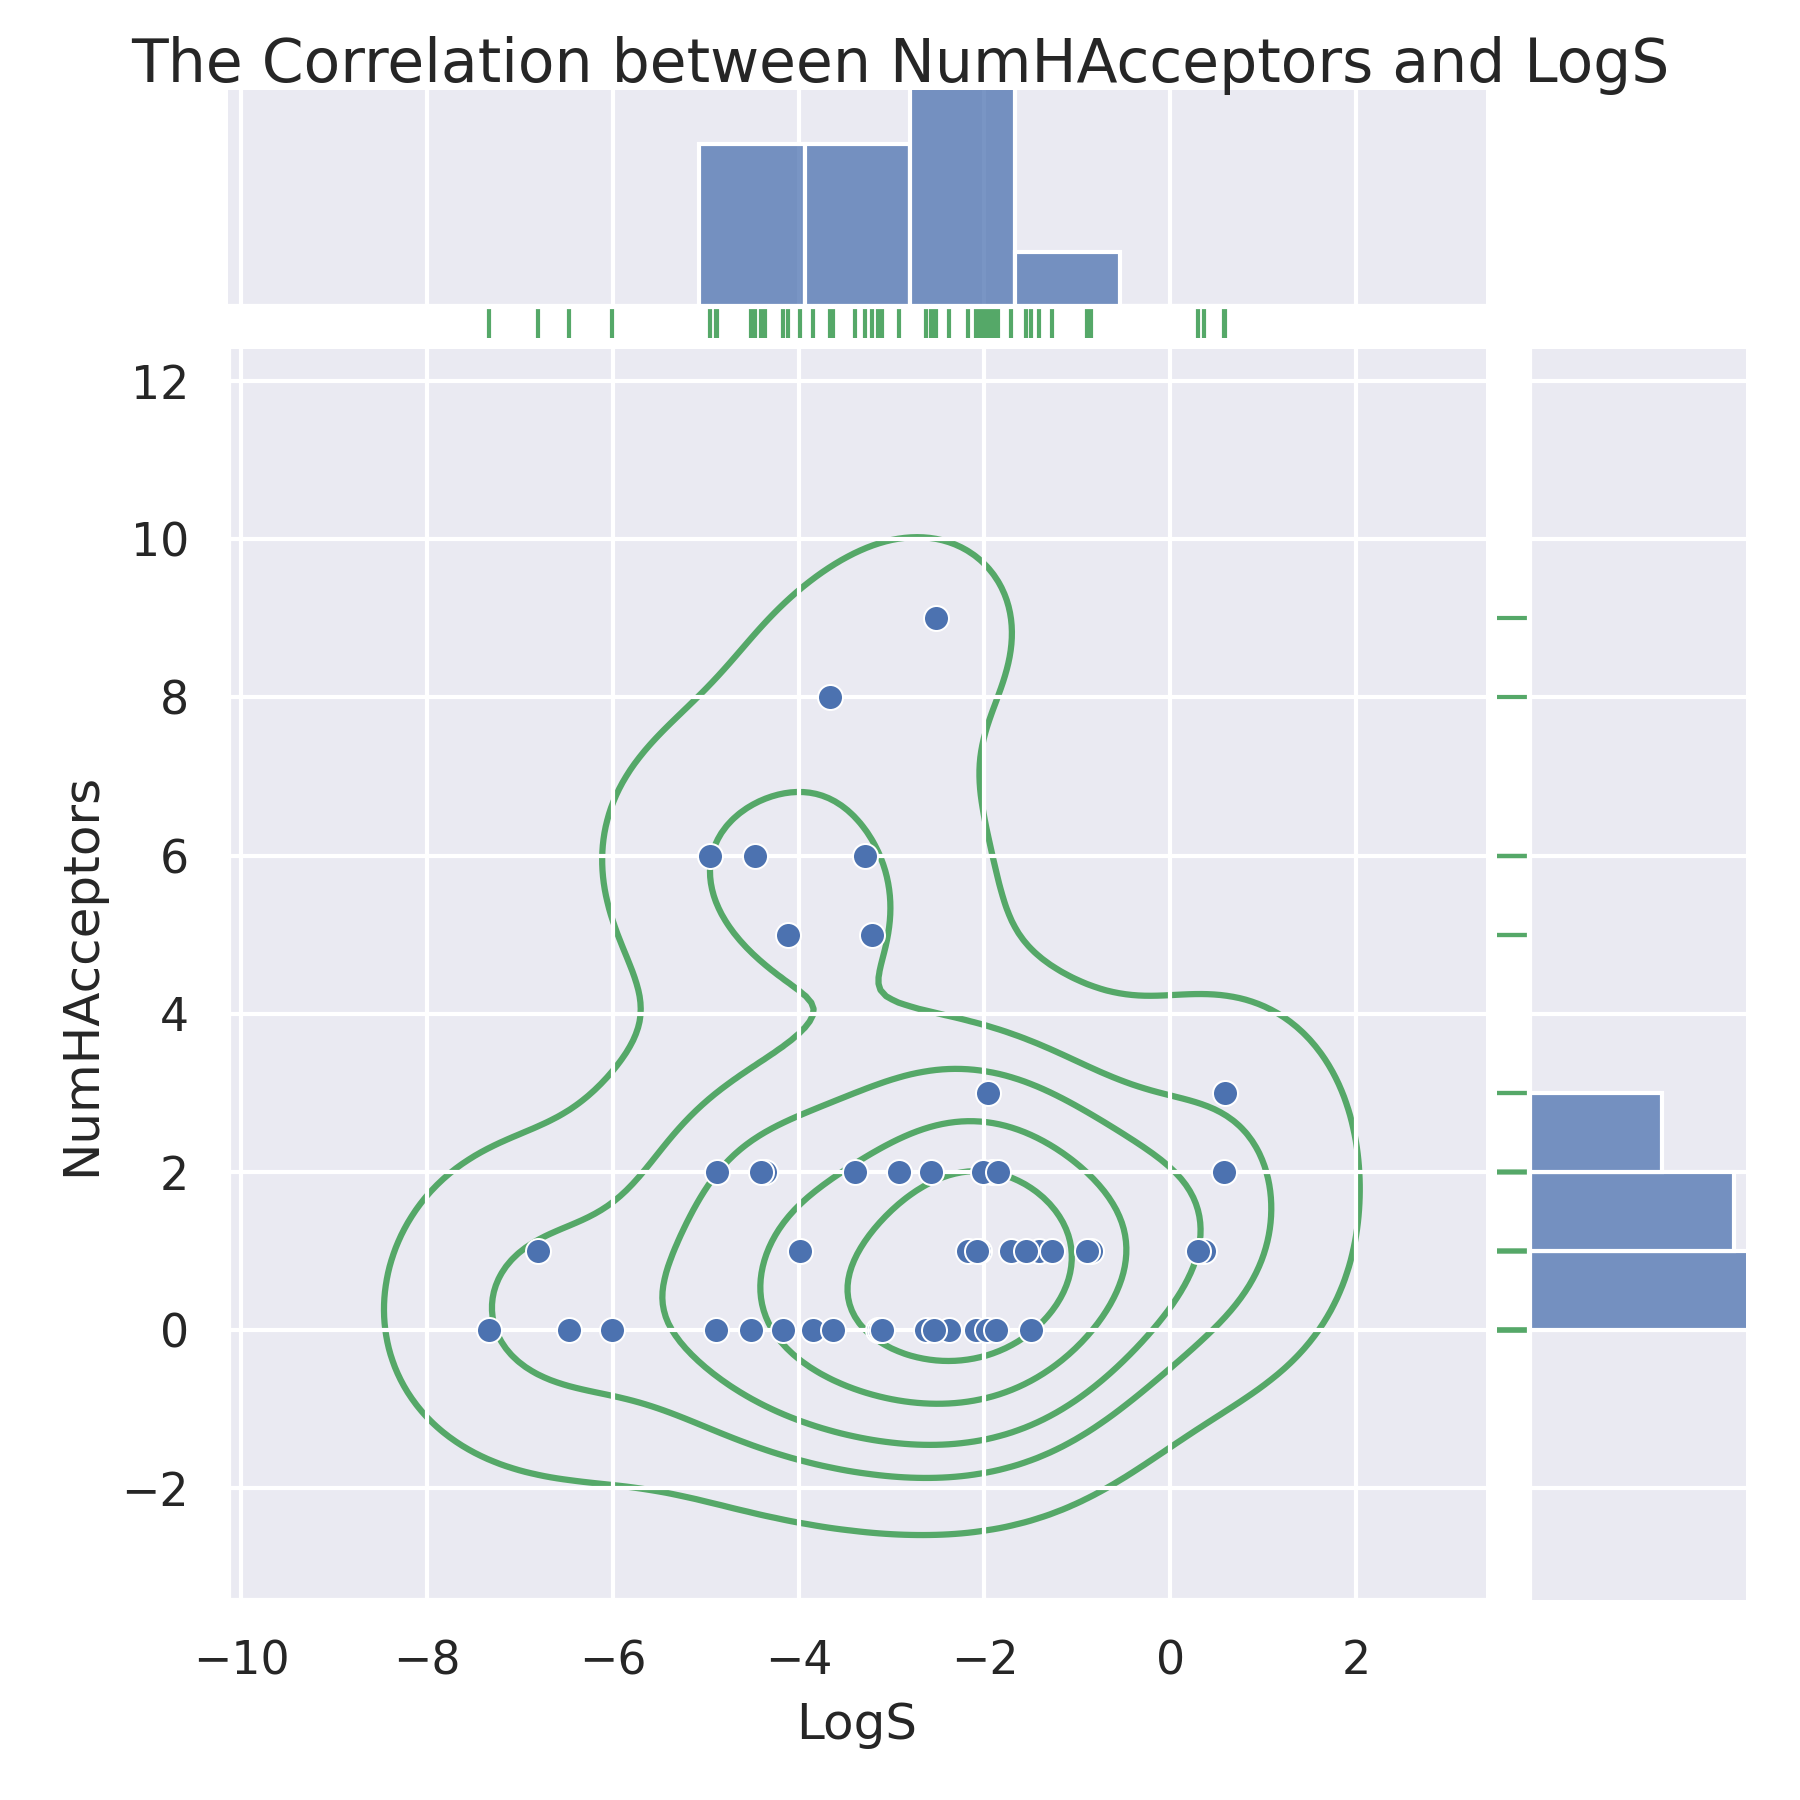 The Correlation between NumHAcceptors and LogS
12
10
8
6
4
2
0
−2
NumHAcceptors
−10 −8 −6 −4 −2 0 2
LogS